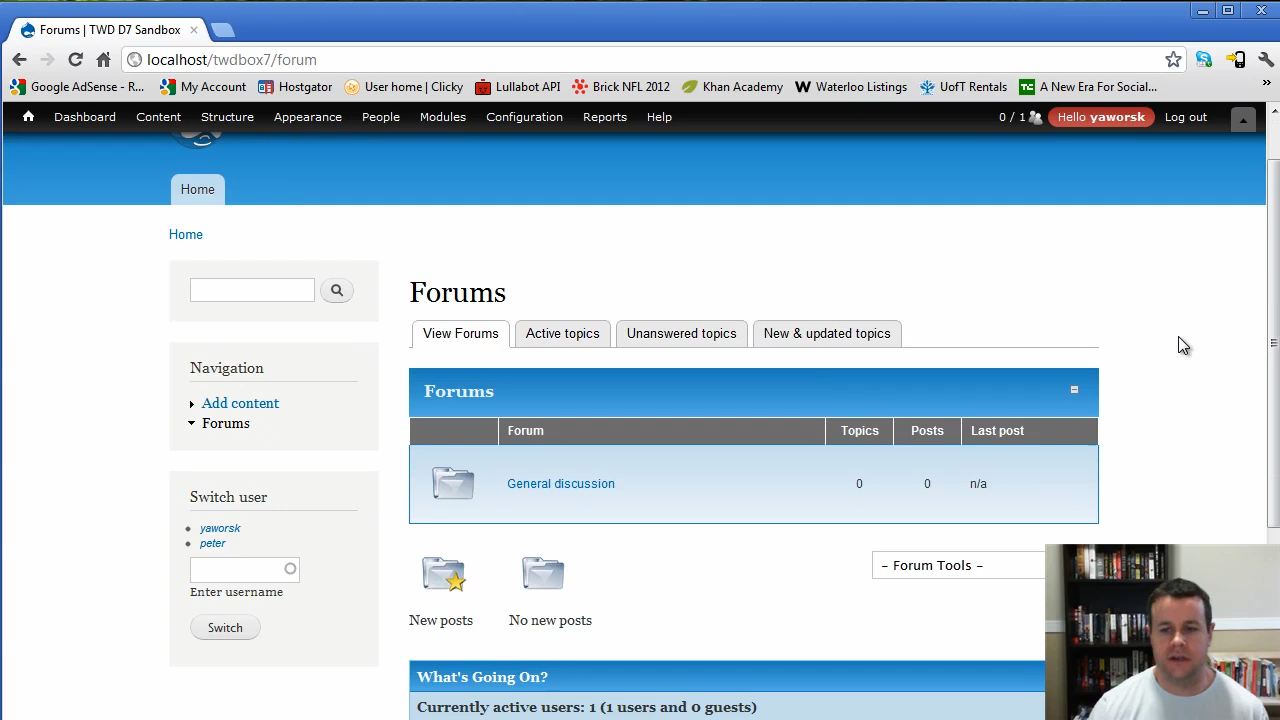 Forums | TWD D7 Sandbox
localhost/twdbox7/forum
Google AdSense - R... My Account Hostgator User home | Clicky Lullabot API Brick NFL 2012 Khan Academy Waterloo Listings UofT Rentals A New Era For Social...
Dashboard Content Structure Appearance People Modules Configuration Reports Help 0 / 1 Hello yaworsk Log out
Home
Home
Forums
View Forums Active topics Unanswered topics New & updated topics
Navigation
Add content
Forums
Forums
Forum Topics Posts Last post
General discussion 0 0 n/a
Switch user
yaworsk
peter
Enter username
Switch
New posts No new posts
- Forum Tools -
What's Going On?
Currently active users: 1 (1 users and 0 guests)